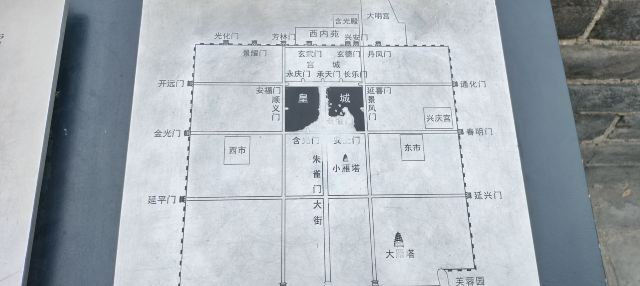 大明宫
含光殿
西内苑
光化门
芳林门
兴安门
景耀门
玄武门
玄德门
丹凤门
宫城
永庆门
承天门
长乐门
开远门
通化门
安福门
延喜门
皇城
顺义门
景风门
兴庆宫
金光门
春明门
含光门
西市
东市
朱雀门大街
小雁塔
延平门
延兴门
大雁塔
芙蓉园